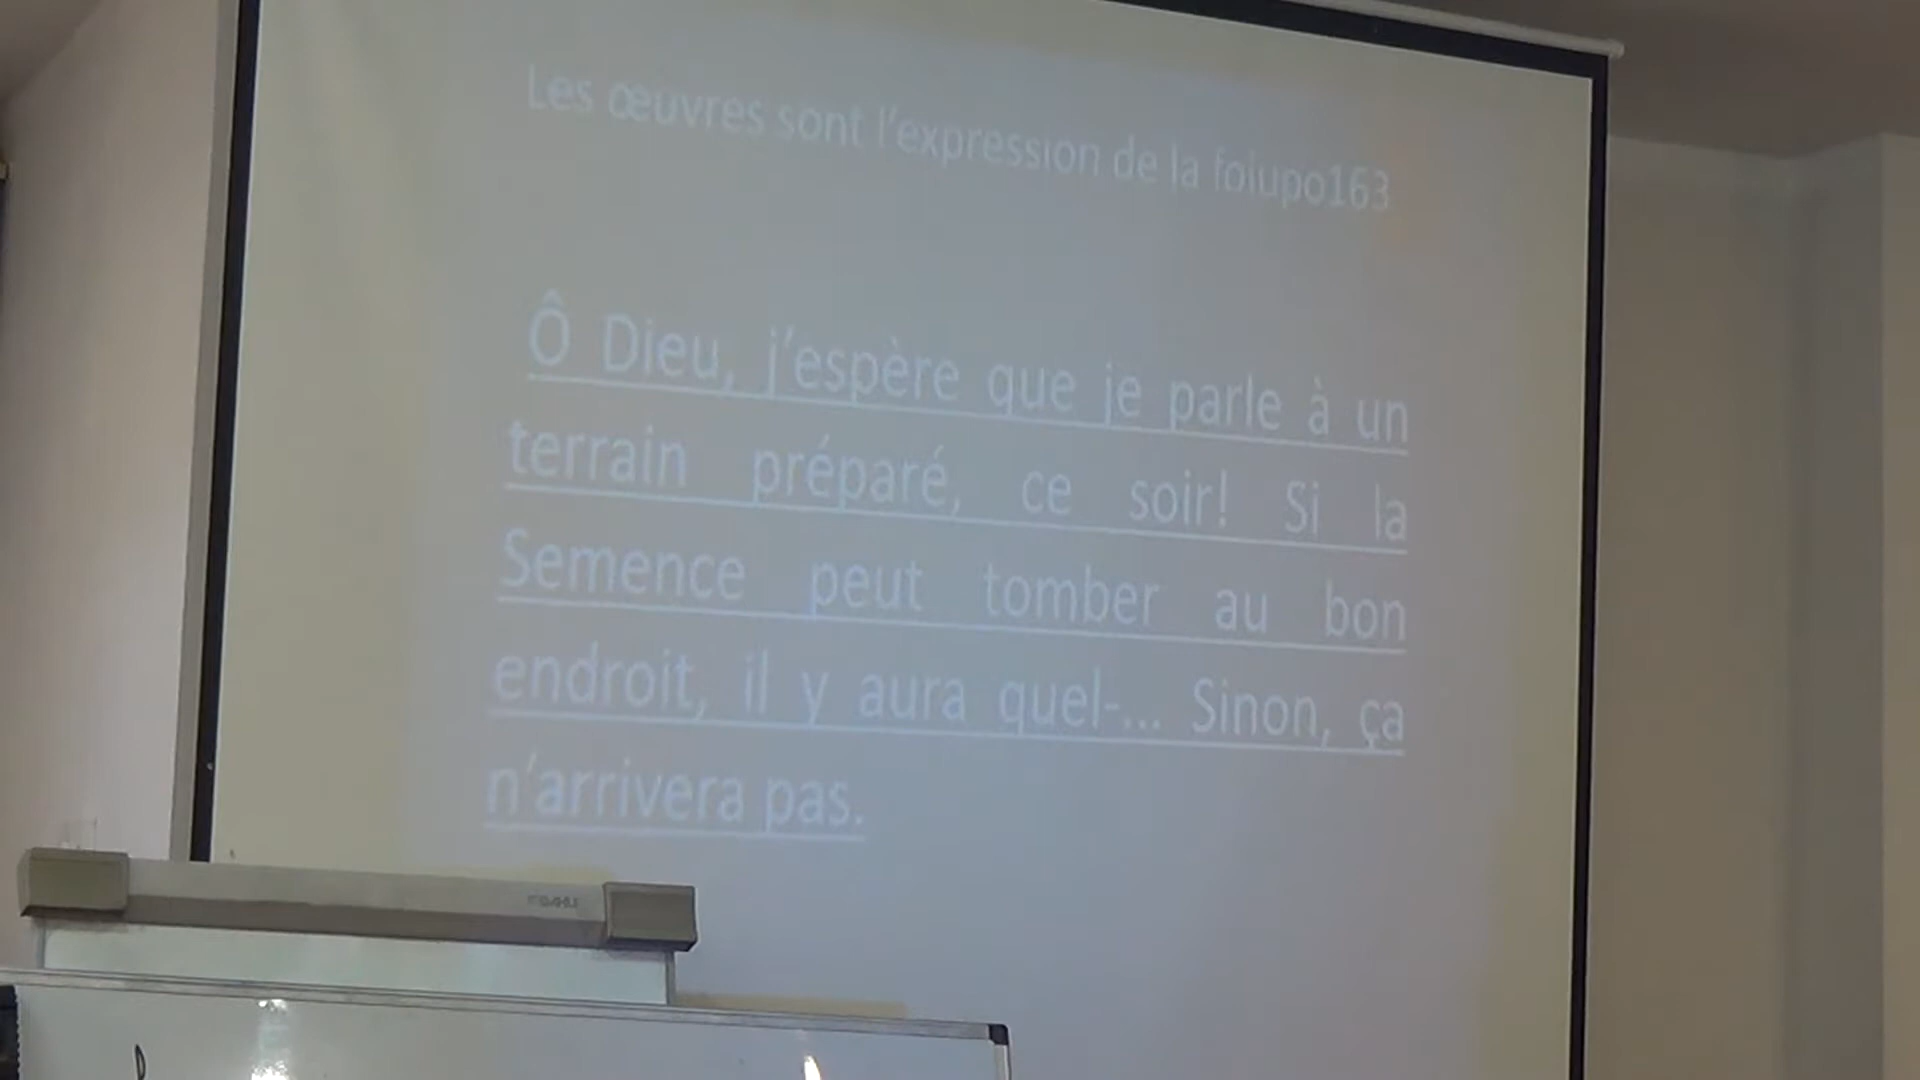 Les œuvres sont l'expression de la foiupo163
Ô Dieu, j'espère que je parle à un
terrain préparé, ce soir! Si la
Semence peut tomber au bon
endroit, il y aura quel-... Sinon, ça
n'arrivera pas.